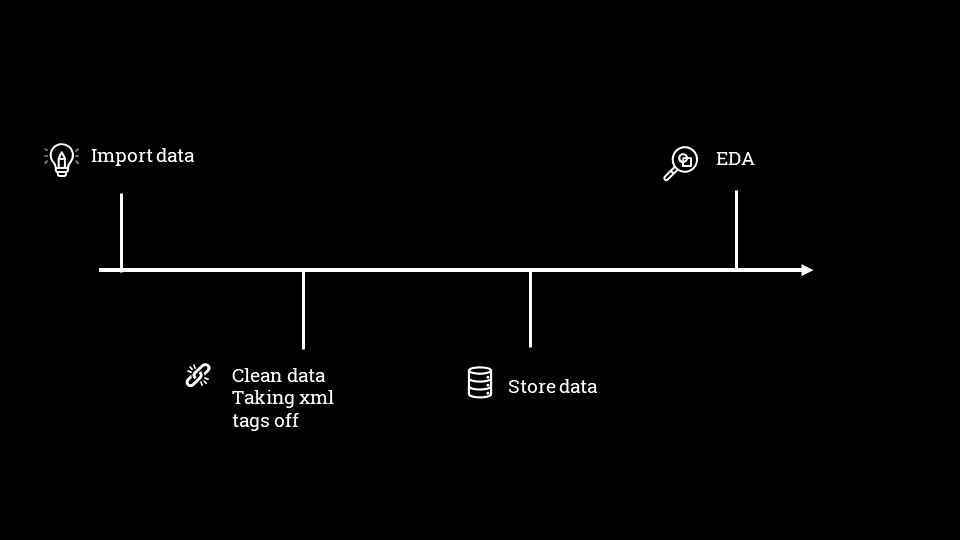 Import data
EDA
Clean data
Taking xml
tags off
Store data